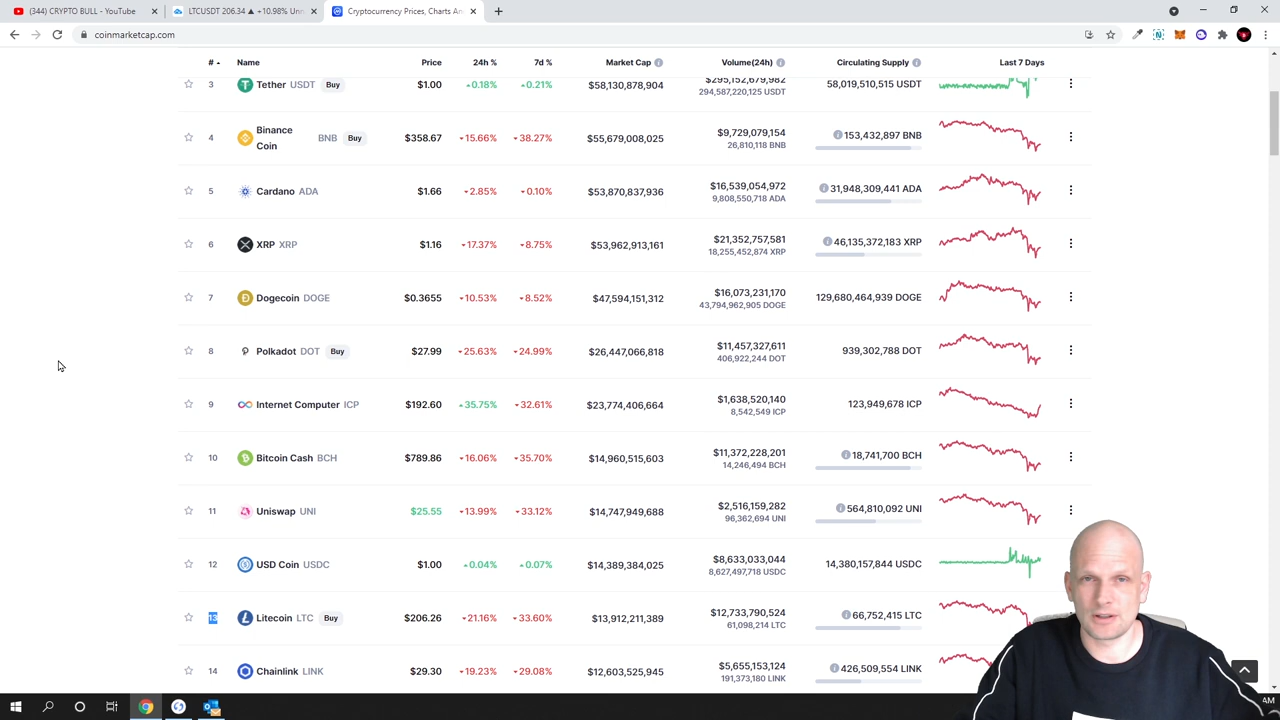 (344) CRYPTO BULL - YouTube
LTCUSDT 206.34 ▲ +10.98% Unn
Cryptocurrency Prices, Charts An
coinmarketcap.com
# Name Price 24h % 7d % Market Cap Volume(24h) Circulating Supply Last 7 Days
3 Tether USDT Buy $1.00 0.18% 0.21% $58,130,878,904 $295,152,679,982 58,019,510,515 USDT
294,587,220,125 USDT
4 Binance Coin BNB Buy $358.67 15.66% 38.27% $55,679,008,025 $9,729,079,154 153,432,897 BNB
26,810,118 BNB
5 Cardano ADA $1.66 2.85% 0.10% $53,870,837,936 $16,539,054,972 31,948,309,441 ADA
9,808,550,718 ADA
6 XRP XRP $1.16 17.37% 8.75% $53,962,913,161 $21,352,757,581 46,135,372,183 XRP
18,255,452,874 XRP
7 Dogecoin DOGE $0.3655 10.53% 8.52% $47,594,151,312 $16,073,231,170 129,680,464,939 DOGE
43,794,962,905 DOGE
8 Polkadot DOT Buy $27.99 25.63% 24.99% $26,447,066,818 $11,457,327,611 939,302,788 DOT
406,922,244 DOT
9 Internet Computer ICP $192.60 35.75% 32.61% $23,774,406,664 $1,638,520,140 123,949,678 ICP
8,542,549 ICP
10 Bitcoin Cash BCH $789.86 16.06% 35.70% $14,960,515,603 $11,372,228,201 18,741,700 BCH
14,246,494 BCH
11 Uniswap UNI $25.55 13.99% 33.12% $14,747,949,688 $2,516,159,282 564,810,092 UNI
96,362,694 UNI
12 USD Coin USDC $1.00 0.04% 0.07% $14,389,384,025 $8,633,033,044 14,380,157,844 USDC
8,627,497,718 USDC
13 Litecoin LTC Buy $206.26 21.16% 33.60% $13,912,211,389 $12,733,790,524 66,752,415 LTC
61,098,214 LTC
14 Chainlink LINK $29.30 19.23% 29.08% $12,603,525,945 $5,655,153,124 426,509,554 LINK
191,373,180 LINK
AM